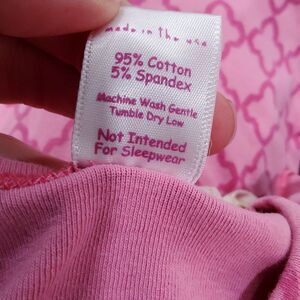 made in the usa
95% Cotton
5% Spandex
Machine Wash Gentle
Tumble Dry Low
Not Intended
For Sleepwear